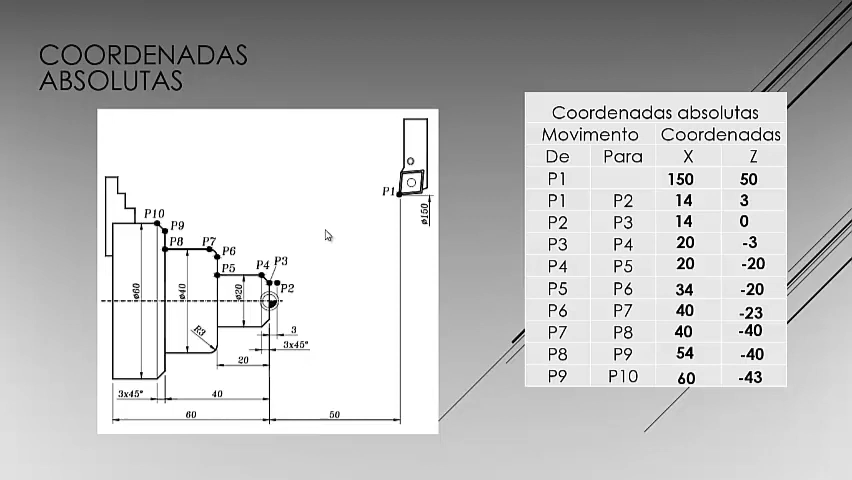 COORDENADAS
ABSOLUTAS
Coordenadas absolutas
Movimento Coordenadas
De Para X Z
P1 150 50
P1 P2 14 3
P2 P3 14 0
P3 P4 20 -3
P4 P5 20 -20
P5 P6 34 -20
P6 P7 40 -23
P7 P8 40 -40
P8 P9 54 -40
P9 P10 60 -43
P1
ø150
P10
P9
P8 P7
P6
P5 P4 P3
P2
ø60
ø40
ø20
R3
3
3x45°
20
3x45° 40
60 50